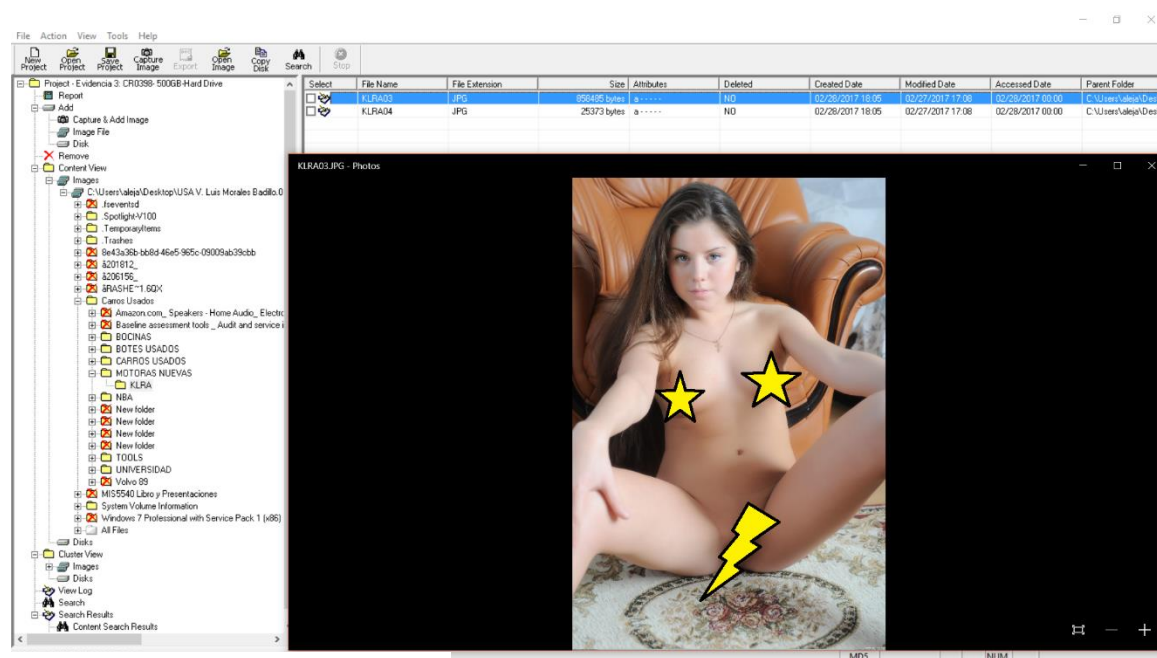 File Action View Tools Help
New Project
Open Project
Save Project
Capture Image
Export
Open Image
Copy Disk
Search
Stop
Project - Evidencia 3: CR0398- 500GB-Hard Drive
Report
Add
Capture & Add Image
Image File
Disk
Remove
Content View
Images
C:\Users\aleja\Desktop\USA V. Luis Morales Badillo.0
.fseventsd
.Spotlight-V100
.TemporaryItems
.Trashes
8e43a36b-bb8d-46e5-965c-09009ab39cbb
å201812_
å206156_
åRASHE~1.6QX
Carros Usados
Amazon.com_ Speakers - Home Audio_ Electro
Baseline assessment tools _ Audit and service i
BOCINAS
BOTES USADOS
CARROS USADOS
MOTORAS NUEVAS
KLRA
NBA
New folder
New folder
New folder
New folder
TOOLS
UNIVERSIDAD
Volvo 89
MIS5540 Libro y Presentaciones
System Volume Information
Windows 7 Professional with Service Pack 1 (x86)
All Files
Disks
Cluster View
Images
Disks
View Log
Search
Search Results
Content Search Results
Select File Name File Extension Size Attributes Deleted Created Date Modified Date Accessed Date Parent Folder
KLRA03 JPG 858485 bytes a - - - - - NO 02/28/2017 18:05 02/27/2017 17:08 02/28/2017 00:00 C:\Users\aleja\Des
KLRA04 JPG 25373 bytes a - - - - - NO 02/28/2017 18:05 02/27/2017 17:08 02/28/2017 00:00 C:\Users\aleja\Des
KLRA03.JPG - Photos
MD5 NUM